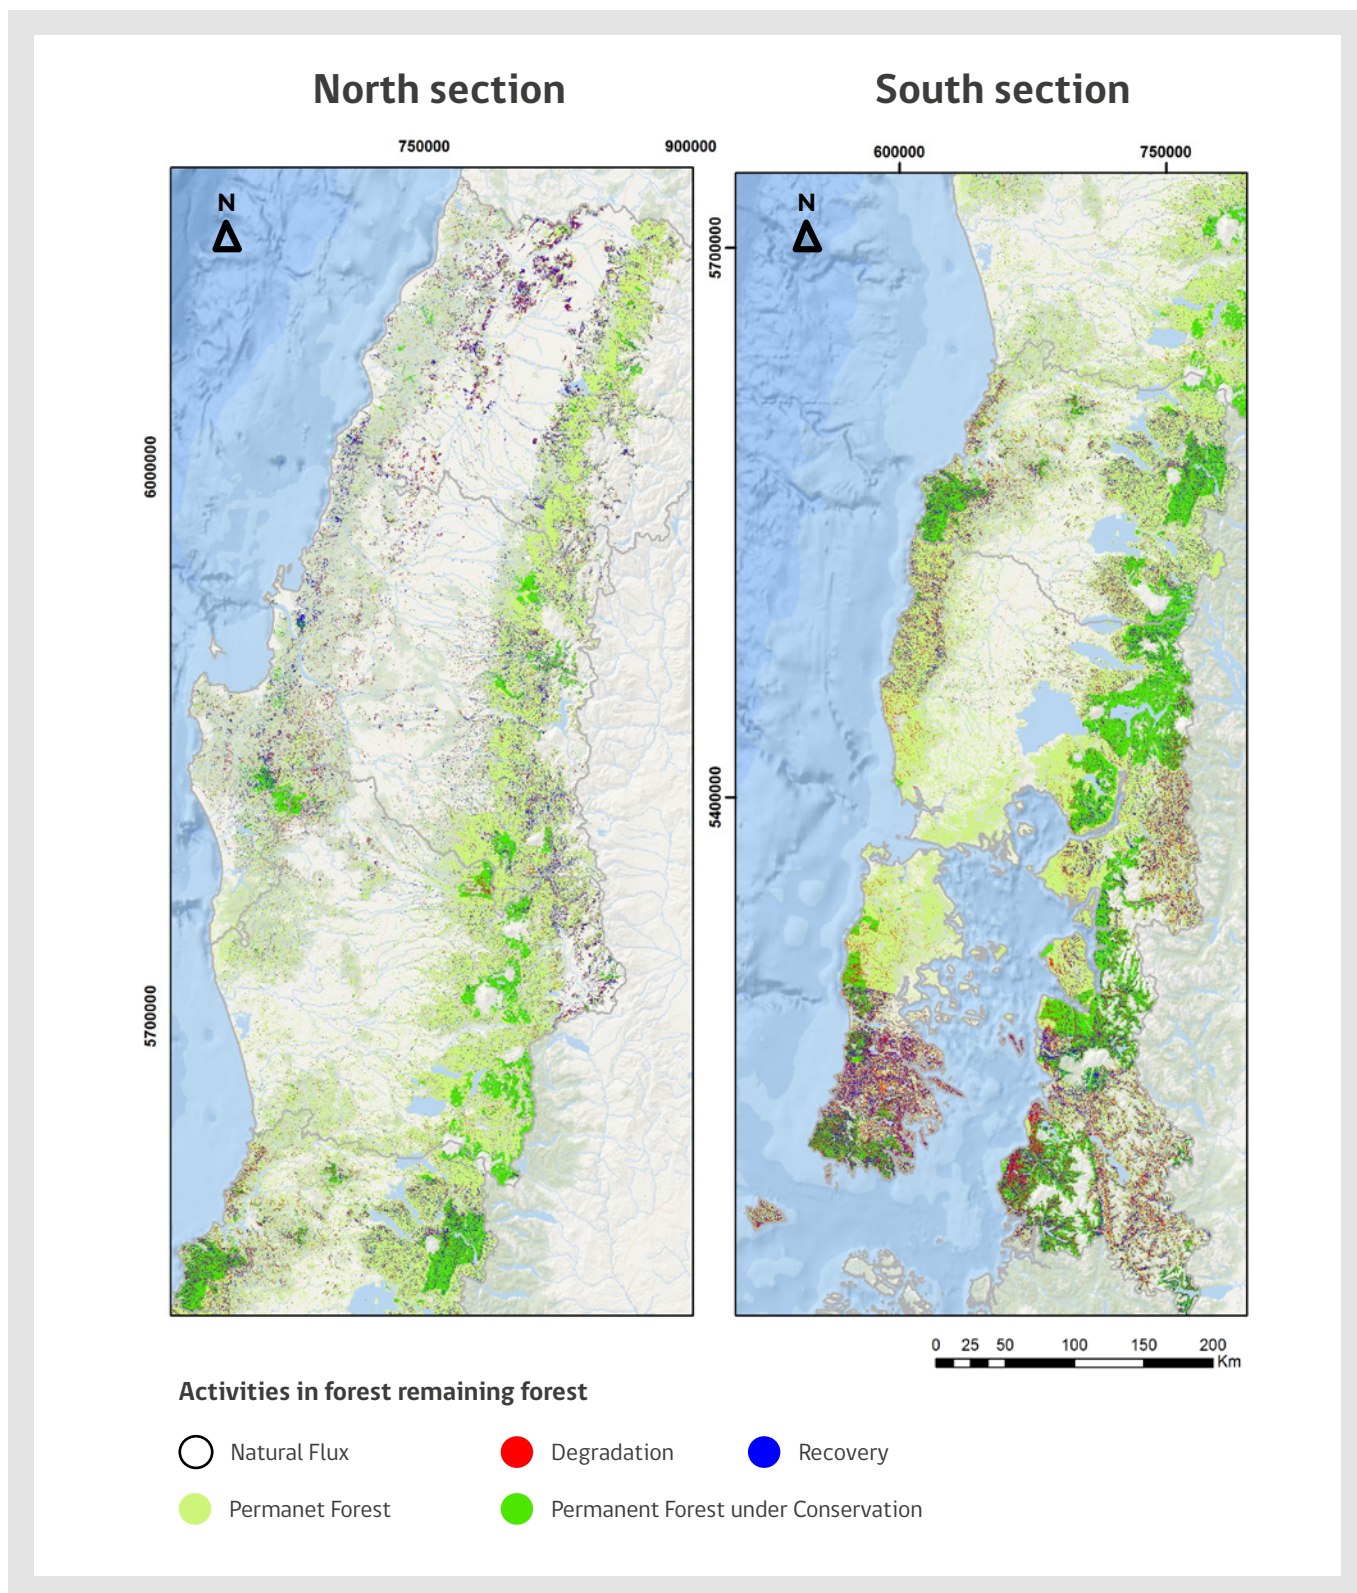 North section
South section
750000
900000
600000
750000
N
N
5700000
6000000
5400000
5700000
0 25 50 100 150 200
Km
Activities in forest remaining forest
Natural Flux
Degradation
Recovery
Permanet Forest
Permanent Forest under Conservation